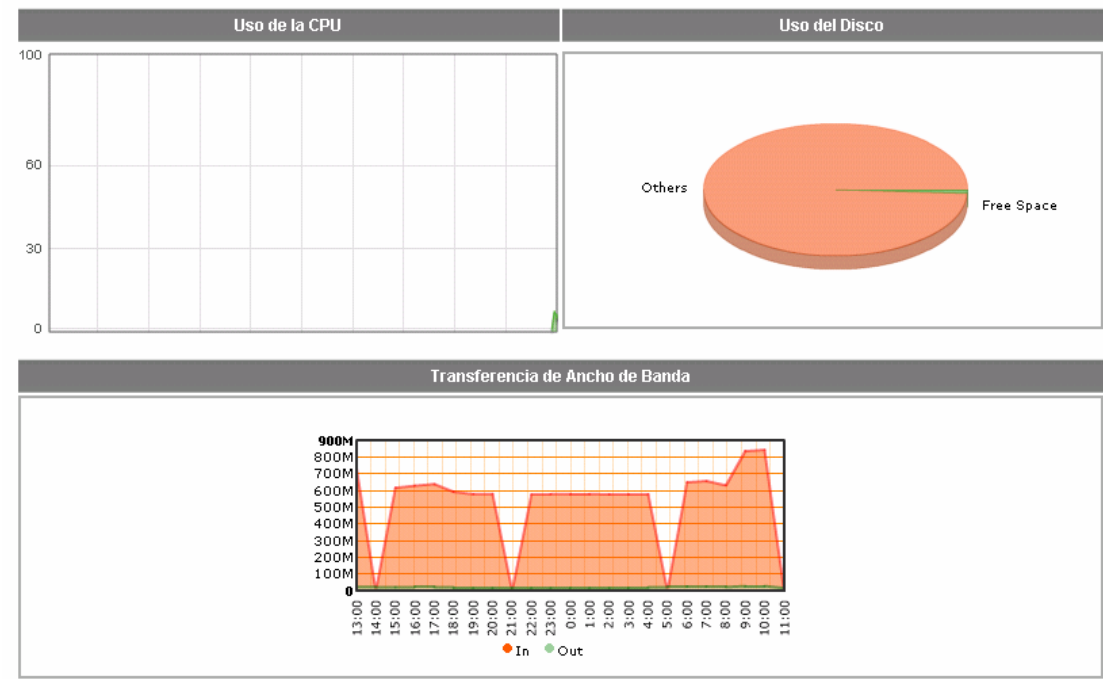 Uso de la CPU
Uso del Disco
100
60
30
0
Others
Free Space
Transferencia de Ancho de Banda
900M
800M
700M
600M
500M
400M
300M
200M
100M
0
13:00
14:00
15:00
16:00
17:00
18:00
19:00
20:00
21:00
22:00
23:00
0:00
1:00
2:00
3:00
4:00
5:00
6:00
7:00
8:00
9:00
10:00
11:00
In
Out